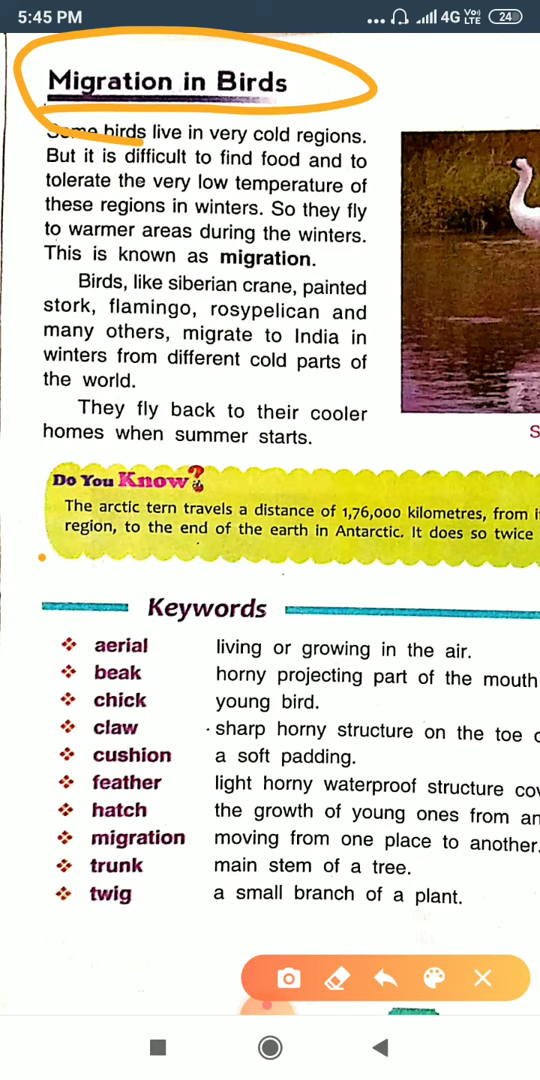 5:45 PM
4G
24
Migration in Birds
Some birds live in very cold regions.
But it is difficult to find food and to
tolerate the very low temperature of
these regions in winters. So they fly
to warmer areas during the winters.
This is known as migration.
Birds, like siberian crane, painted
stork, flamingo, rosypelican and
many others, migrate to India in
winters from different cold parts of
the world.
They fly back to their cooler
homes when summer starts.
S
Do You Know?
The arctic tern travels a distance of 1,76,000 kilometres, from i
region, to the end of the earth in Antarctic. It does so twice
Keywords
aerial living or growing in the air.
beak horny projecting part of the mouth
chick young bird.
claw sharp horny structure on the toe
cushion a soft padding.
feather light horny waterproof structure cov
hatch the growth of young ones from an
migration moving from one place to another.
trunk main stem of a tree.
twig a small branch of a plant.